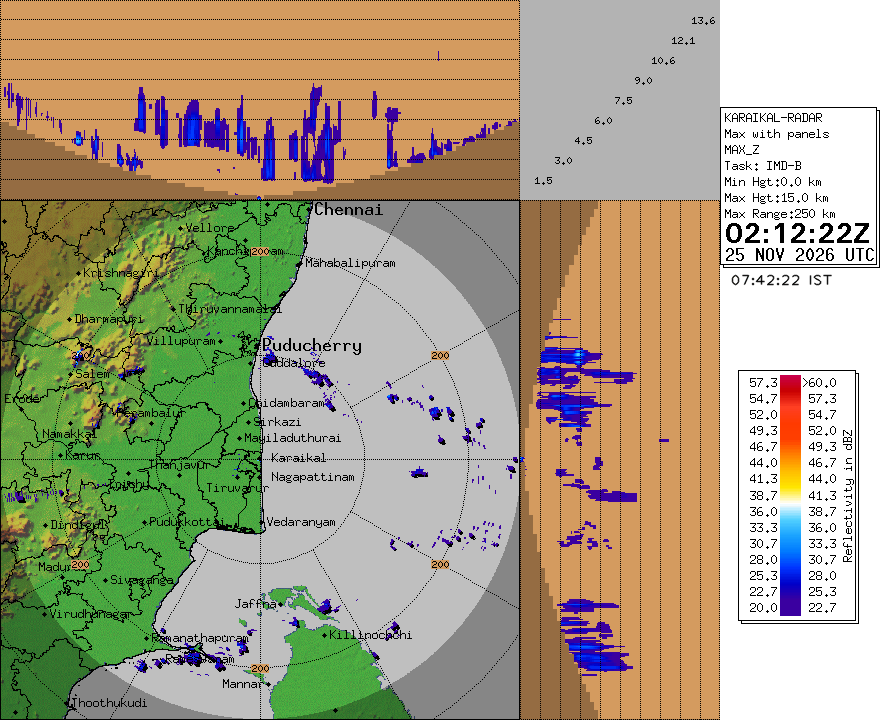 13.6
12.1
10.6
9.0
7.5
6.0
4.5
3.0
1.5
KARAIKAL-RADAR
Max with panels
MAX_Z
Task: IMD-B
Min Hgt:0.0 km
Max Hgt:15.0 km
Max Range:250 km
02:12:22Z
25 NOV 2026 UTC
07:42:22 IST
Chennai
Vellore
200
Mahabalipuram
Krishnagiri
Thiruvannamalai
Dharmapuri
Villupuram
Puducherry
200
Cuddalore
Salem
Erode
Chidambaram
Perambalur
Sirkazi
Namakkal
Mayiladuthurai
Karur
Karaikal
Thanjavur
Nagapattinam
Tiruvarur
Vedaranyam
Pudukkottai
Dindigul
200
200
Madurai
Sivaganga
Jaffna
Virudhunagar
Killinochchi
Ramanathapuram
200
Mannar
Thoothukudi
57.3 >60.0
54.7 57.3
52.0 54.7
49.3 52.0
46.7 49.3
44.0 46.7
41.3 44.0
38.7 41.3
36.0 38.7
33.3 36.0
30.7 33.3
28.0 30.7
25.3 28.0
22.7 25.3
20.0 22.7
Reflectivity in dBZ